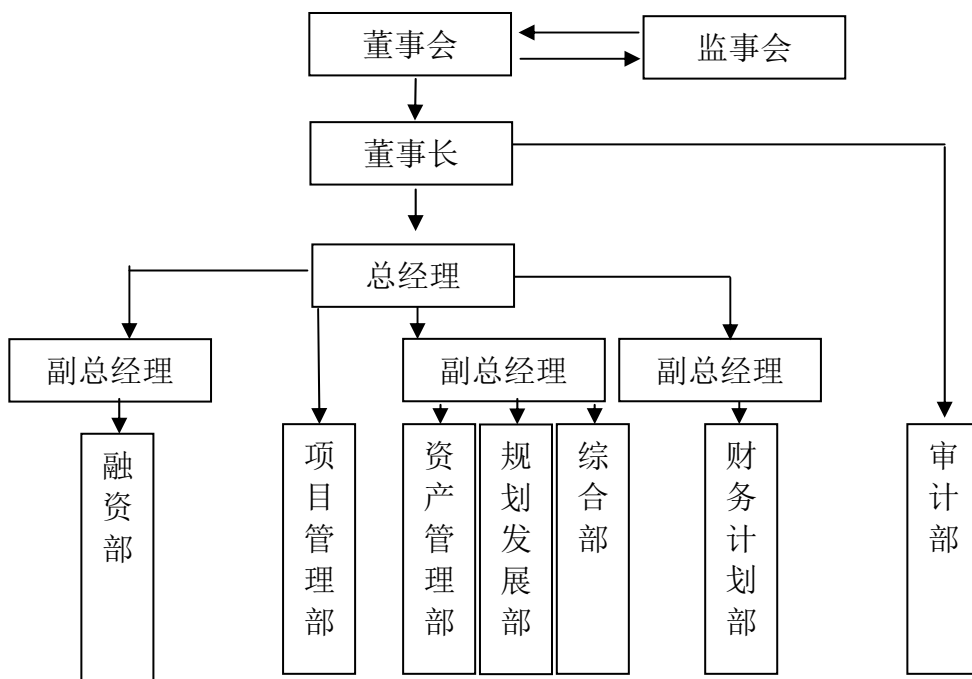 董事会
监事会
董事长
总经理
副总经理
副总经理
副总经理
融资部
项目管理部
资产管理部
规划发展部
综合部
财务计划部
审计部